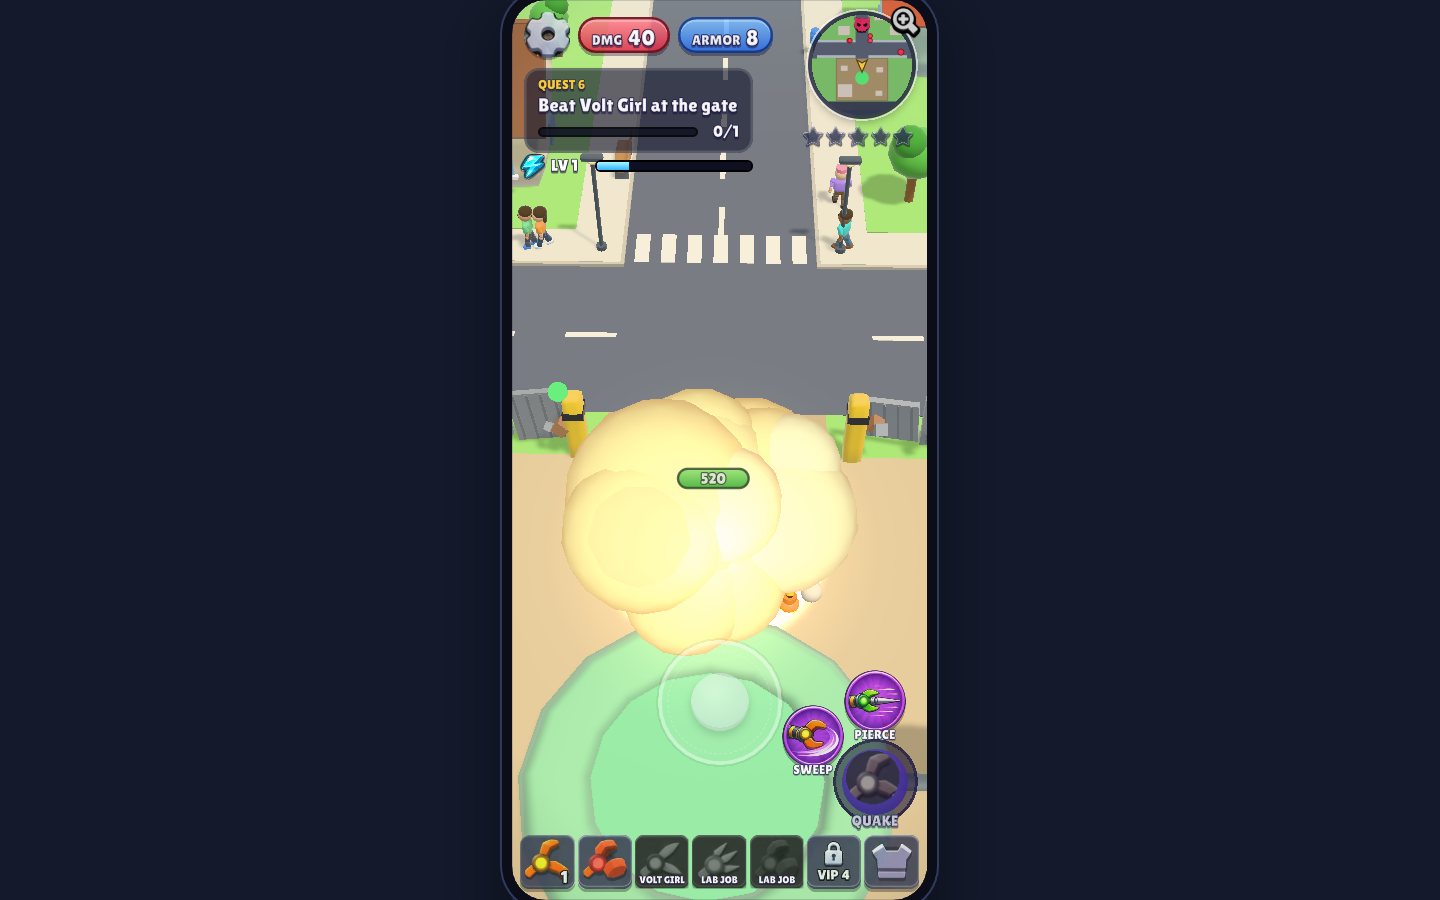 DMG 40
ARMOR 8
QUEST 6
Beat Volt Girl at the gate
0/1
LV 1
520
PIERCE
SWEEP
QUAKE
1
VOLT GIRL
LAB JOB
LAB JOB
VIP 4